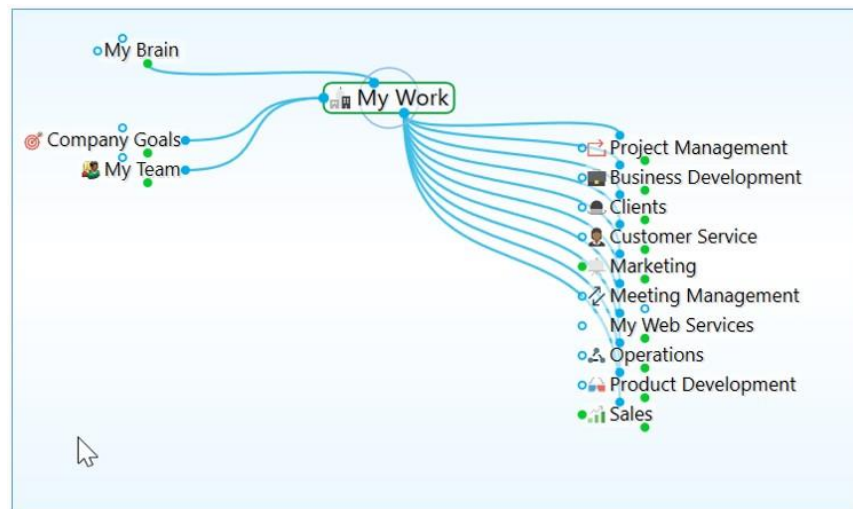 My Brain
My Work
Company Goals
My Team
Project Management
Business Development
Clients
Customer Service
Marketing
Meeting Management
My Web Services
Operations
Product Development
Sales